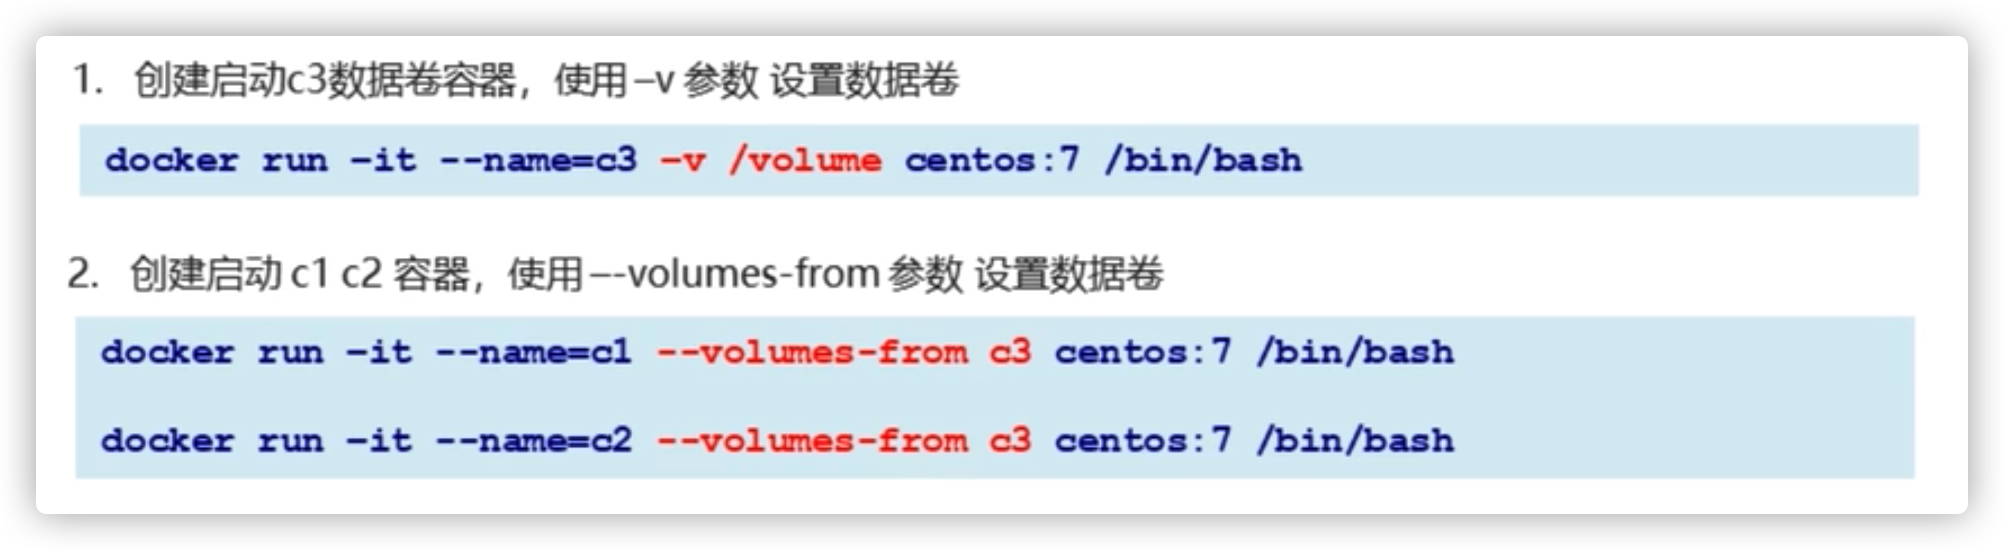 1. 创建启动c3数据卷容器，使用–v 参数 设置数据卷
docker run –it --name=c3 –v /volume centos:7 /bin/bash
2. 创建启动 c1 c2 容器，使用–-volumes-from 参数 设置数据卷
docker run –it --name=c1 --volumes-from c3 centos:7 /bin/bash
docker run –it --name=c2 --volumes-from c3 centos:7 /bin/bash